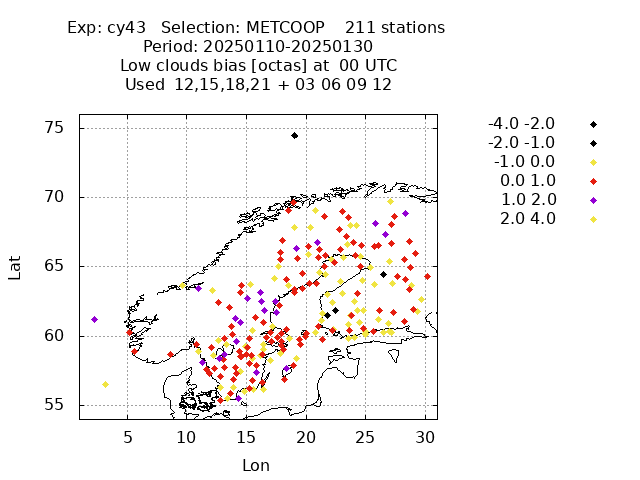 Exp: cy43 Selection: METCOOP 211 stations
Period: 20250110-20250130
Low clouds bias [octas] at 00 UTC
Used 12,15,18,21 + 03 06 09 12
75
70
65
60
55
Lat
5 10 15 20 25 30
Lon
-4.0 -2.0
-2.0 -1.0
-1.0 0.0
0.0 1.0
1.0 2.0
2.0 4.0